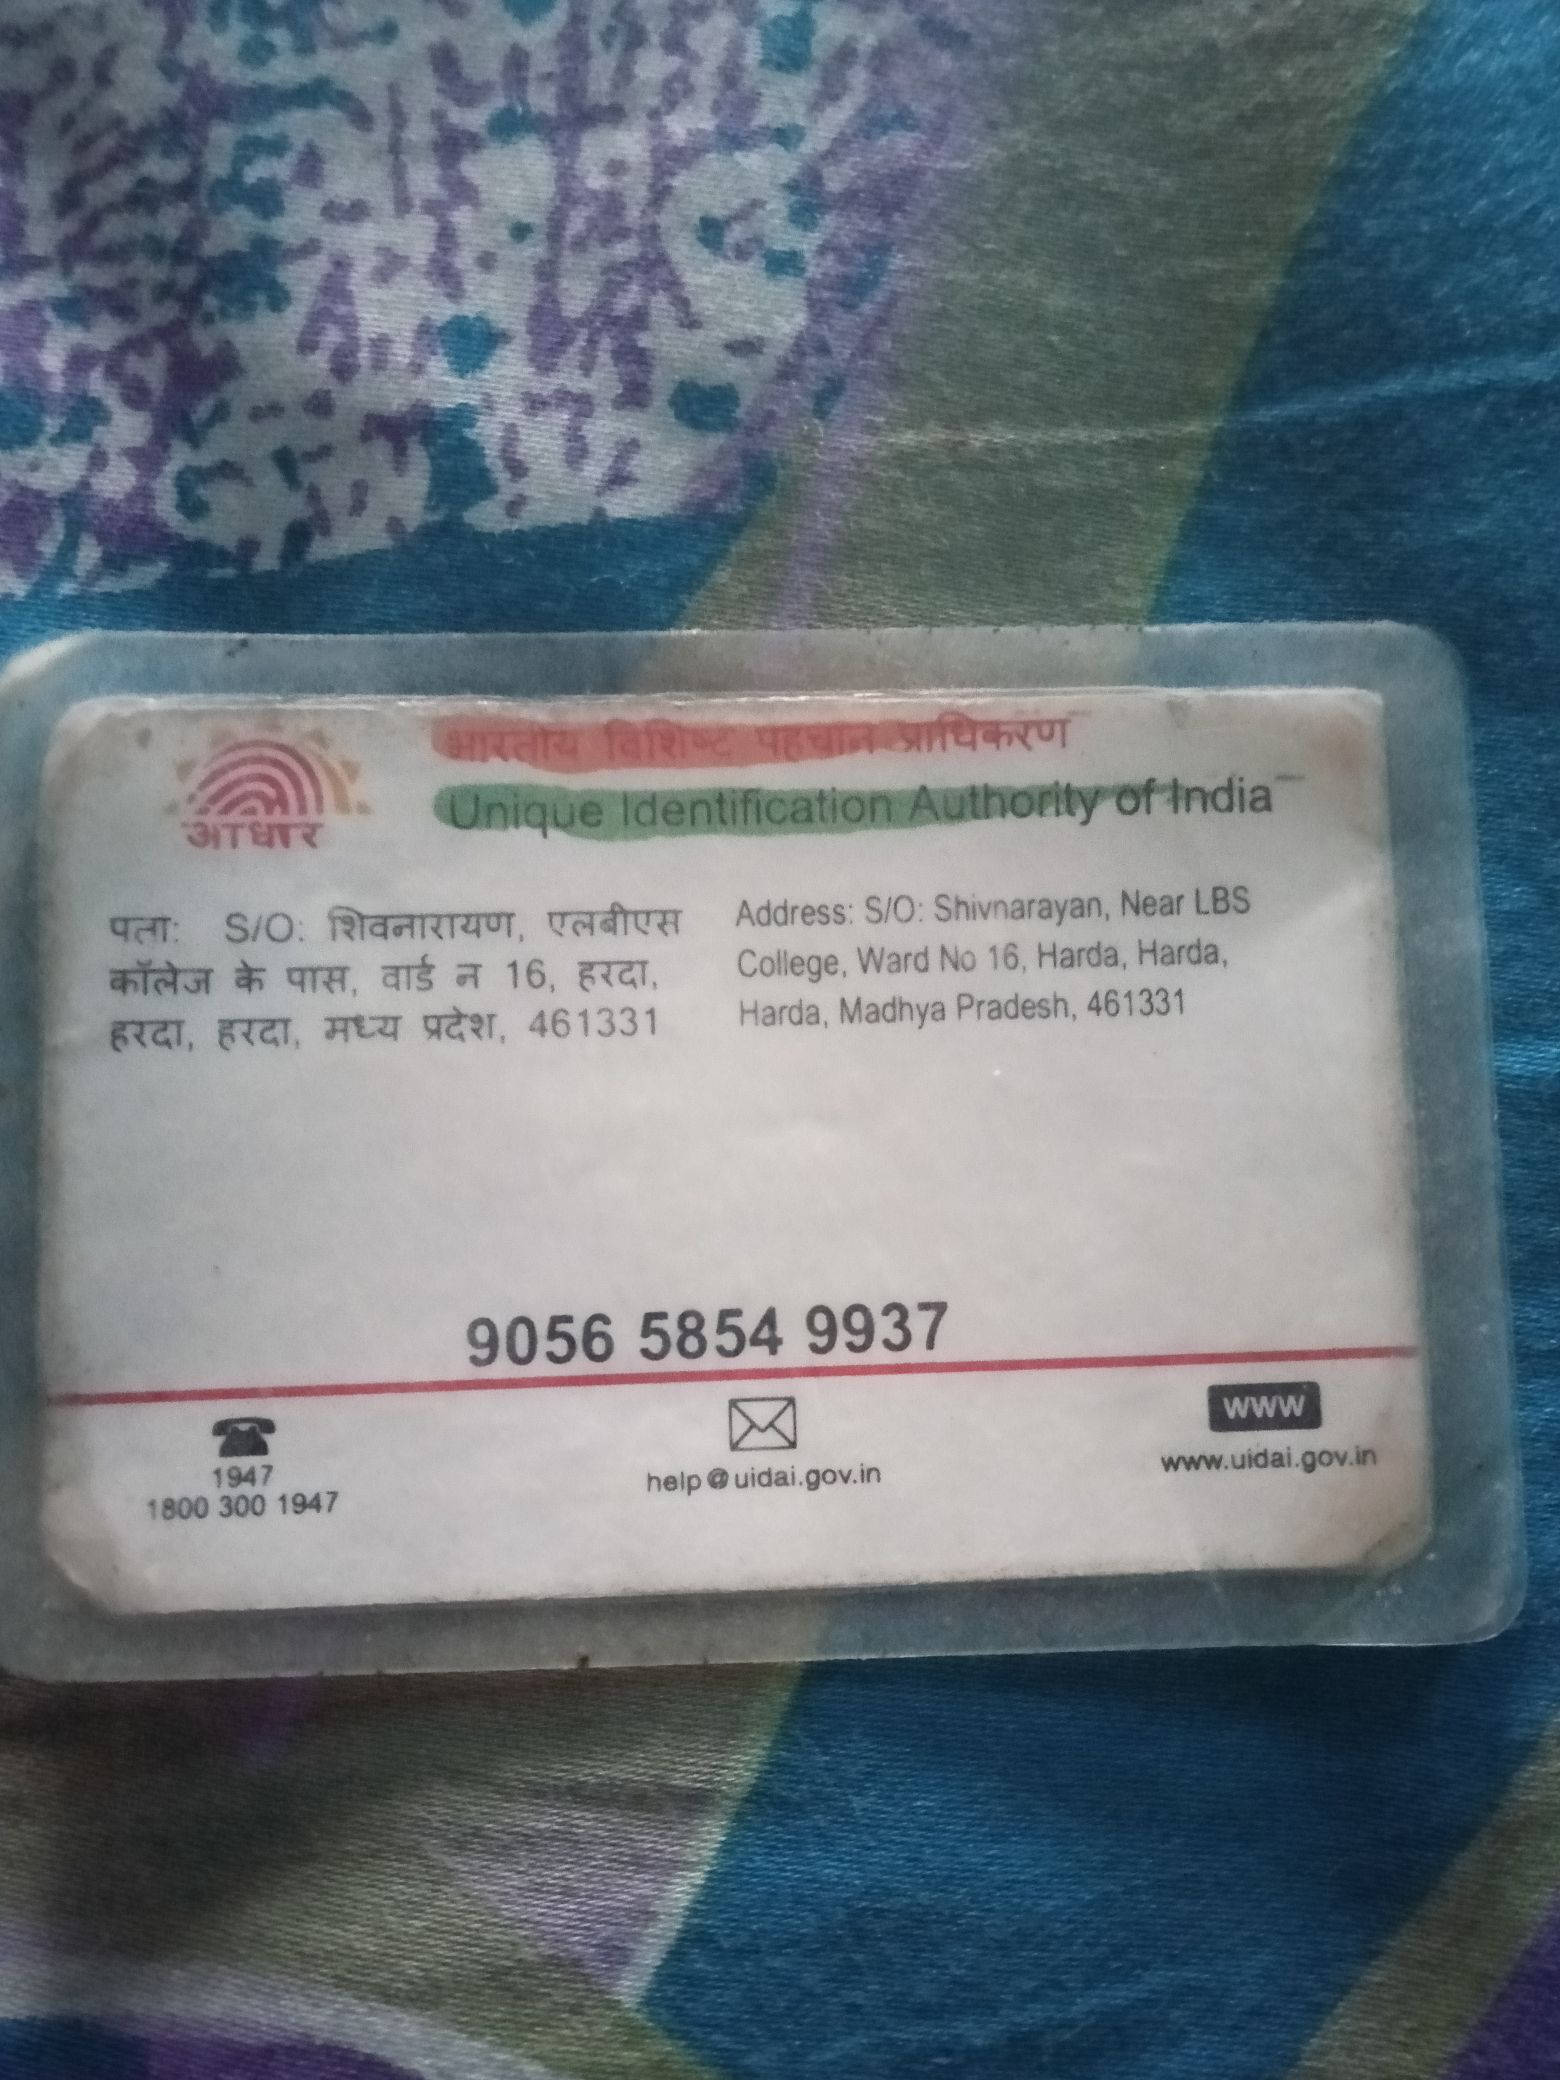 आधार
भारतीय विशिष्ट पहचान प्राधिकरण
Unique Identification Authority of India
पता: S/O: शिवनारायण, एलबीएस
कॉलेज के पास, वार्ड न 16, हरदा,
हरदा, हरदा, मध्य प्रदेश, 461331
Address: S/O: Shivnarayan, Near LBS
College, Ward No 16, Harda, Harda,
Harda, Madhya Pradesh, 461331
9056 5854 9937
1947
1800 300 1947
help@uidai.gov.in
www
www.uidai.gov.in